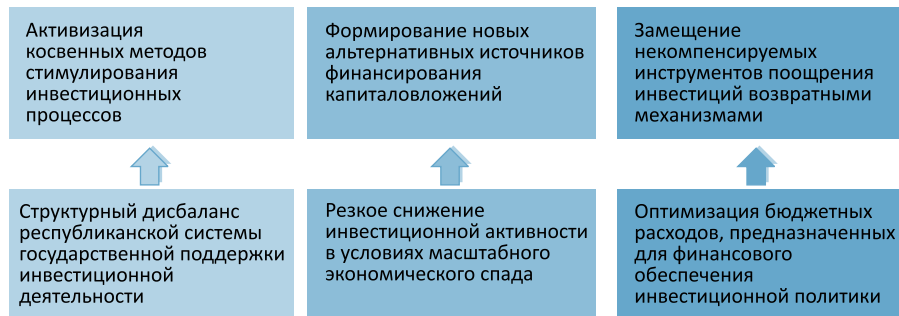 Активизация
косвенных методов
стимулирования
инвестиционных
процессов
Формирование новых
альтернативных источников
финансирования
капиталовложений
Замещение
некомпенсируемых
инструментов поощрения
инвестиций возвратными
механизмами
Структурный дисбаланс
республиканской системы
государственной поддержки
инвестиционной
деятельности
Резкое снижение
инвестиционной активности
в условиях масштабного
экономического спада
Оптимизация бюджетных
расходов, предназначенных
для финансового
обеспечения
инвестиционной политики